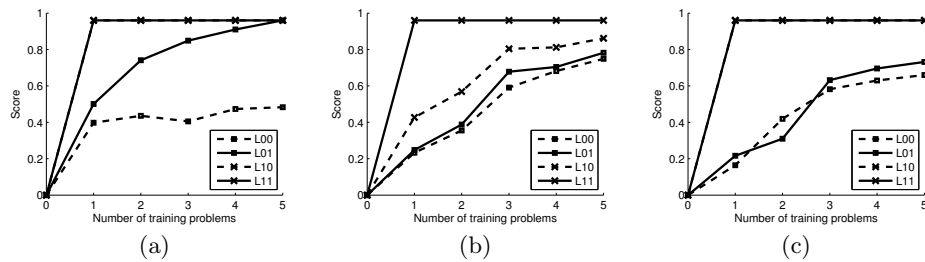 1
0.8
0.6
0.4
0.2
0
Score
0 1 2 3 4 5
Number of training problems
L00
L01
L10
L11
(a)
1
0.8
0.6
0.4
0.2
0
Score
0 1 2 3 4 5
Number of training problems
L00
L01
L10
L11
(b)
1
0.8
0.6
0.4
0.2
0
Score
0 1 2 3 4 5
Number of training problems
L00
L01
L10
L11
(c)